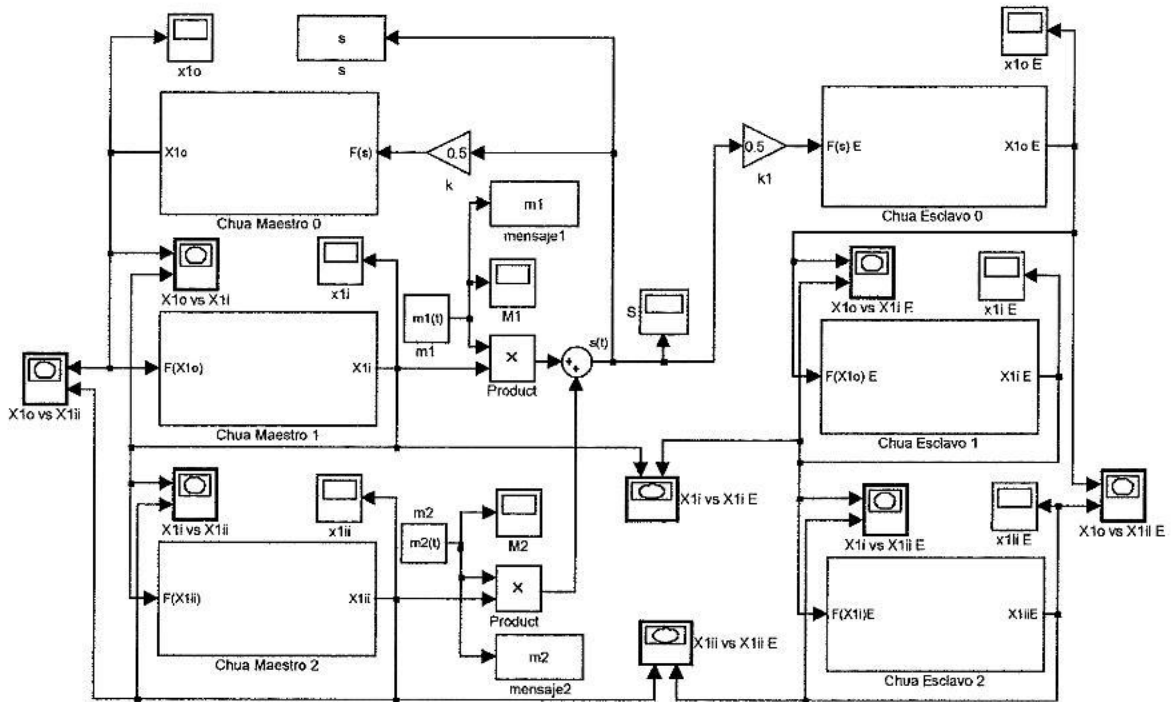 x1o
s
s
x1o E
X1o
F(s)
0.5
k
Chua Maestro 0
0.5
k1
F(s) E
X1o E
Chua Esclavo 0
m1
mensaje1
X1o vs X1i
x1i
M1
m1(t)
m1
S
X1o vs X1i E
x1i E
F(X1o)
X1i
Chua Maestro 1
×
Product
+
+
s(t)
F(X1o) E
X1i E
Chua Esclavo 1
X1o vs X1ii
X1i vs X1ii
x1ii
m2
m2(t)
M2
X1i vs X1i E
X1i vs X1ii E
x1ii E
X1o vs X1ii E
F(X1ii)
X1ii
Chua Maestro 2
×
Product
m2
mensaje2
X1ii vs X1ii E
F(X1i)E
X1iiE
Chua Esclavo 2